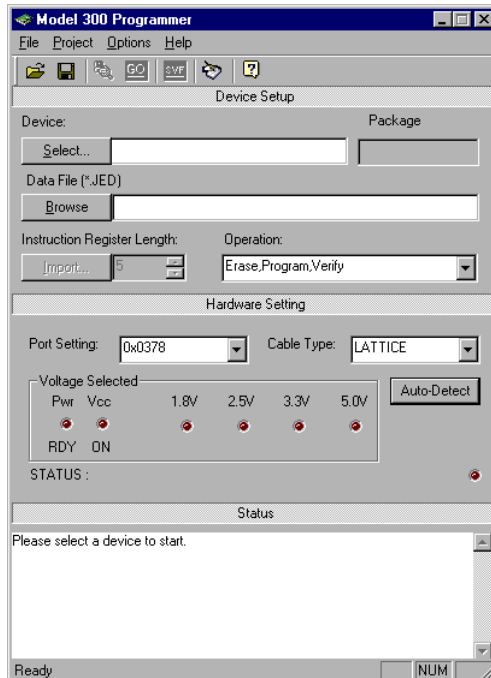 Model 300 Programmer
File Project Options Help
GO SVF
Device Setup
Device: Package
Select...
Data File (*.JED)
Browse
Instruction Register Length: Operation:
Import... 5 Erase,Program,Verify
Hardware Setting
Port Setting: 0x0378 Cable Type: LATTICE
Voltage Selected
Auto-Detect
Pwr Vcc 1.8V 2.5V 3.3V 5.0V
RDY ON
STATUS :
Status
Please select a device to start.
Ready NUM